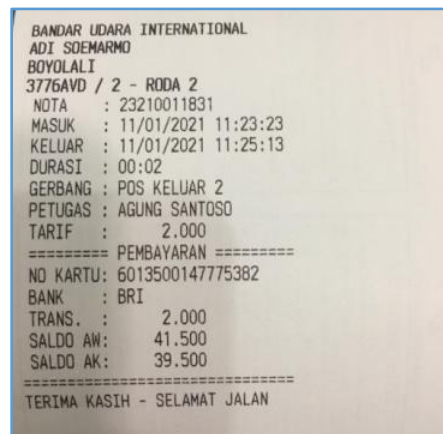 BANDAR UDARA INTERNATIONAL
ADI SOEMARMO
BOYOLALI
3776AVD / 2 - RODA 2
NOTA : 23210011831
MASUK : 11/01/2021 11:23:23
KELUAR : 11/01/2021 11:25:13
DURASI : 00:02
GERBANG : POS KELUAR 2
PETUGAS : AGUNG SANTOSO
TARIF : 2.000
========= PEMBAYARAN =========
NO KARTU: 6013500147775382
BANK : BRI
TRANS. : 2.000
SALDO AW: 41.500
SALDO AK: 39.500
==============================
TERIMA KASIH - SELAMAT JALAN